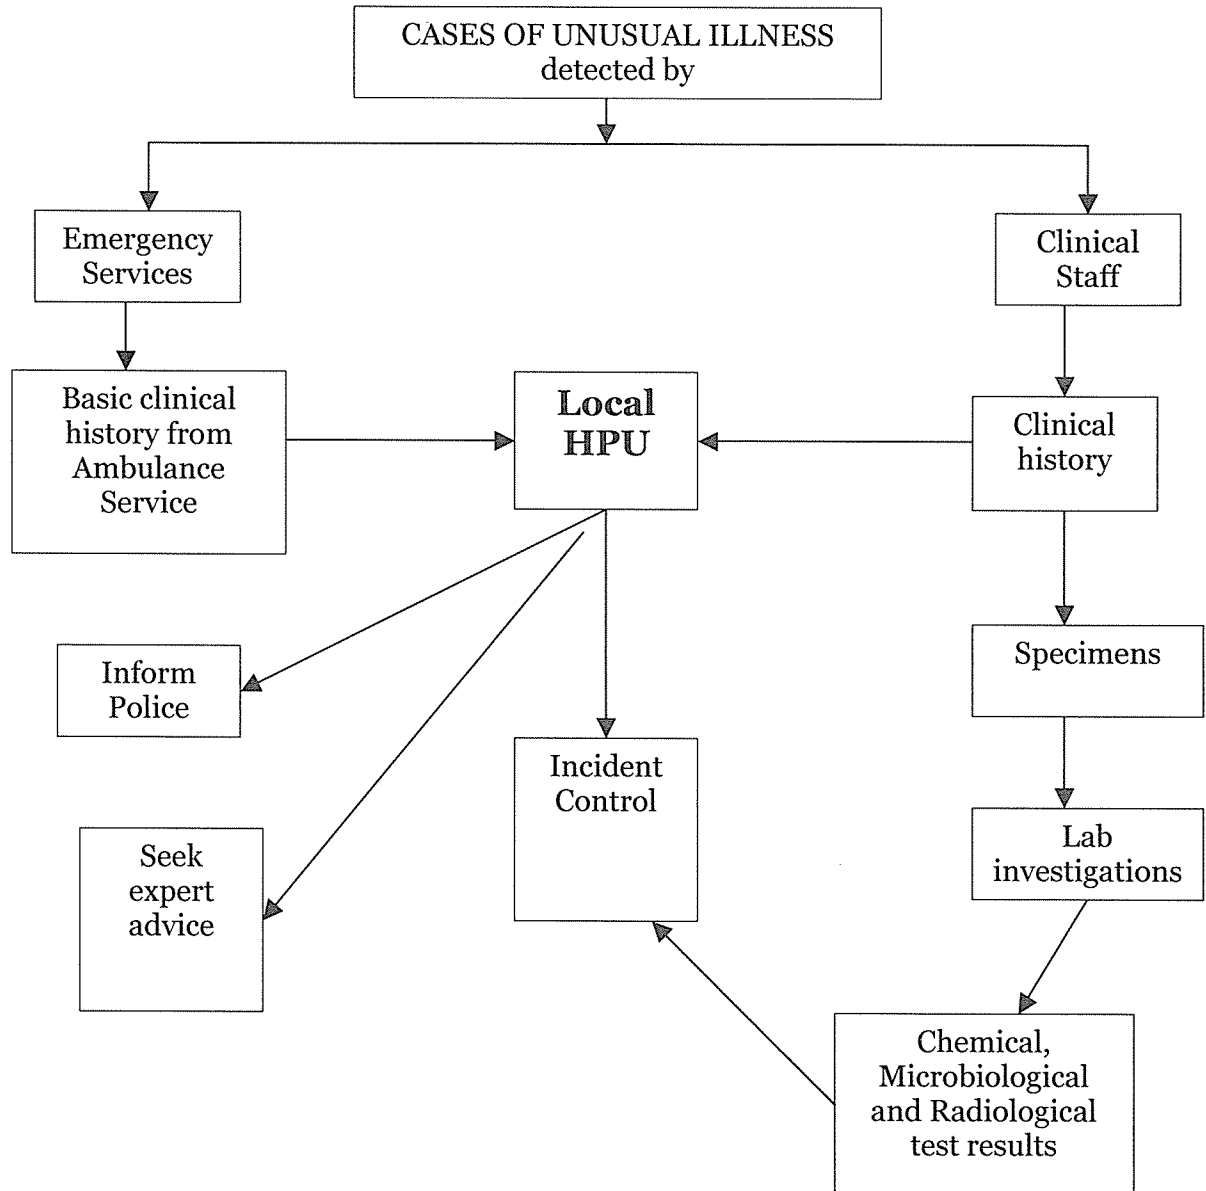 CASES OF UNUSUAL ILLNESS
detected by
Emergency
Services
Clinical
Staff
Basic clinical
history from
Ambulance
Service
Local
HPU
Clinical
history
Inform
Police
Specimens
Incident
Control
Seek
expert
advice
Lab
investigations
Chemical,
Microbiological
and Radiological
test results